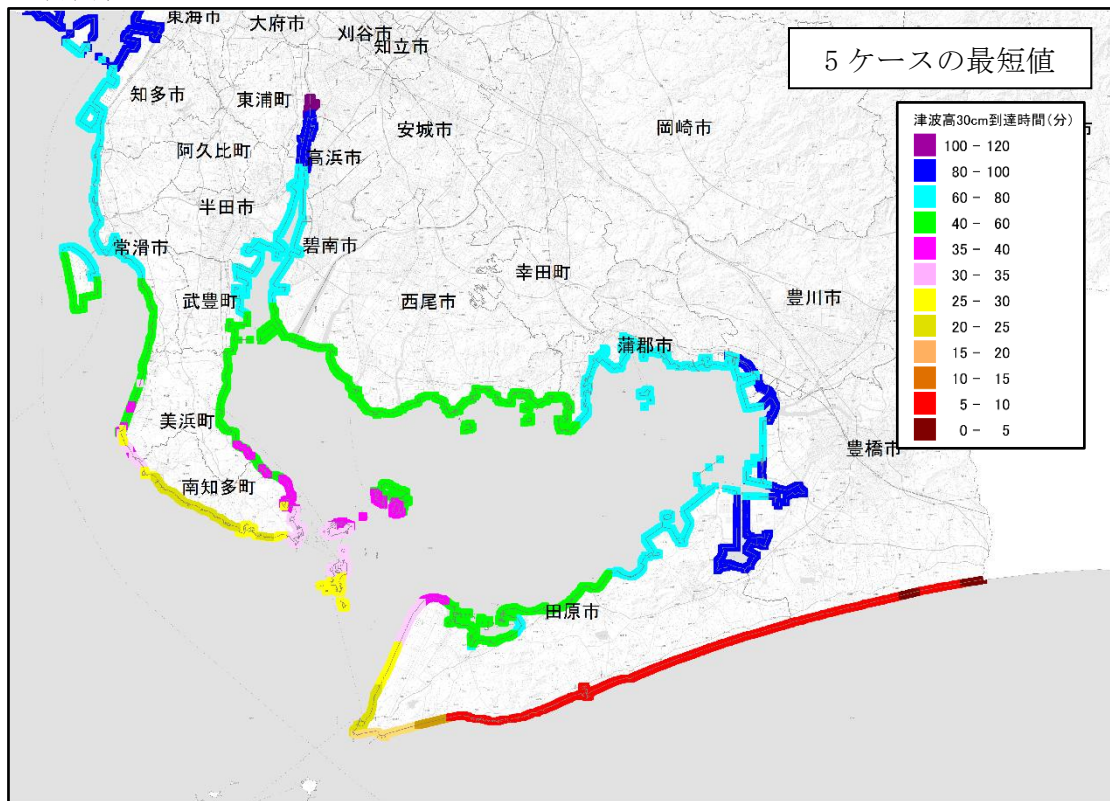 東海市
大府市
刈谷市
知立市
5ケースの最短値
知多市
東浦町
安城市
岡崎市
市
阿久比町
高浜市
半田市
常滑市
碧南市
武豊町
西尾市
幸田町
豊川市
蒲郡市
美浜町
豊橋市
南知多町
田原市
津波高30cm到達時間(分)
100 - 120
80 - 100
60 - 80
40 - 60
35 - 40
30 - 35
25 - 30
20 - 25
15 - 20
10 - 15
5 - 10
0 - 5